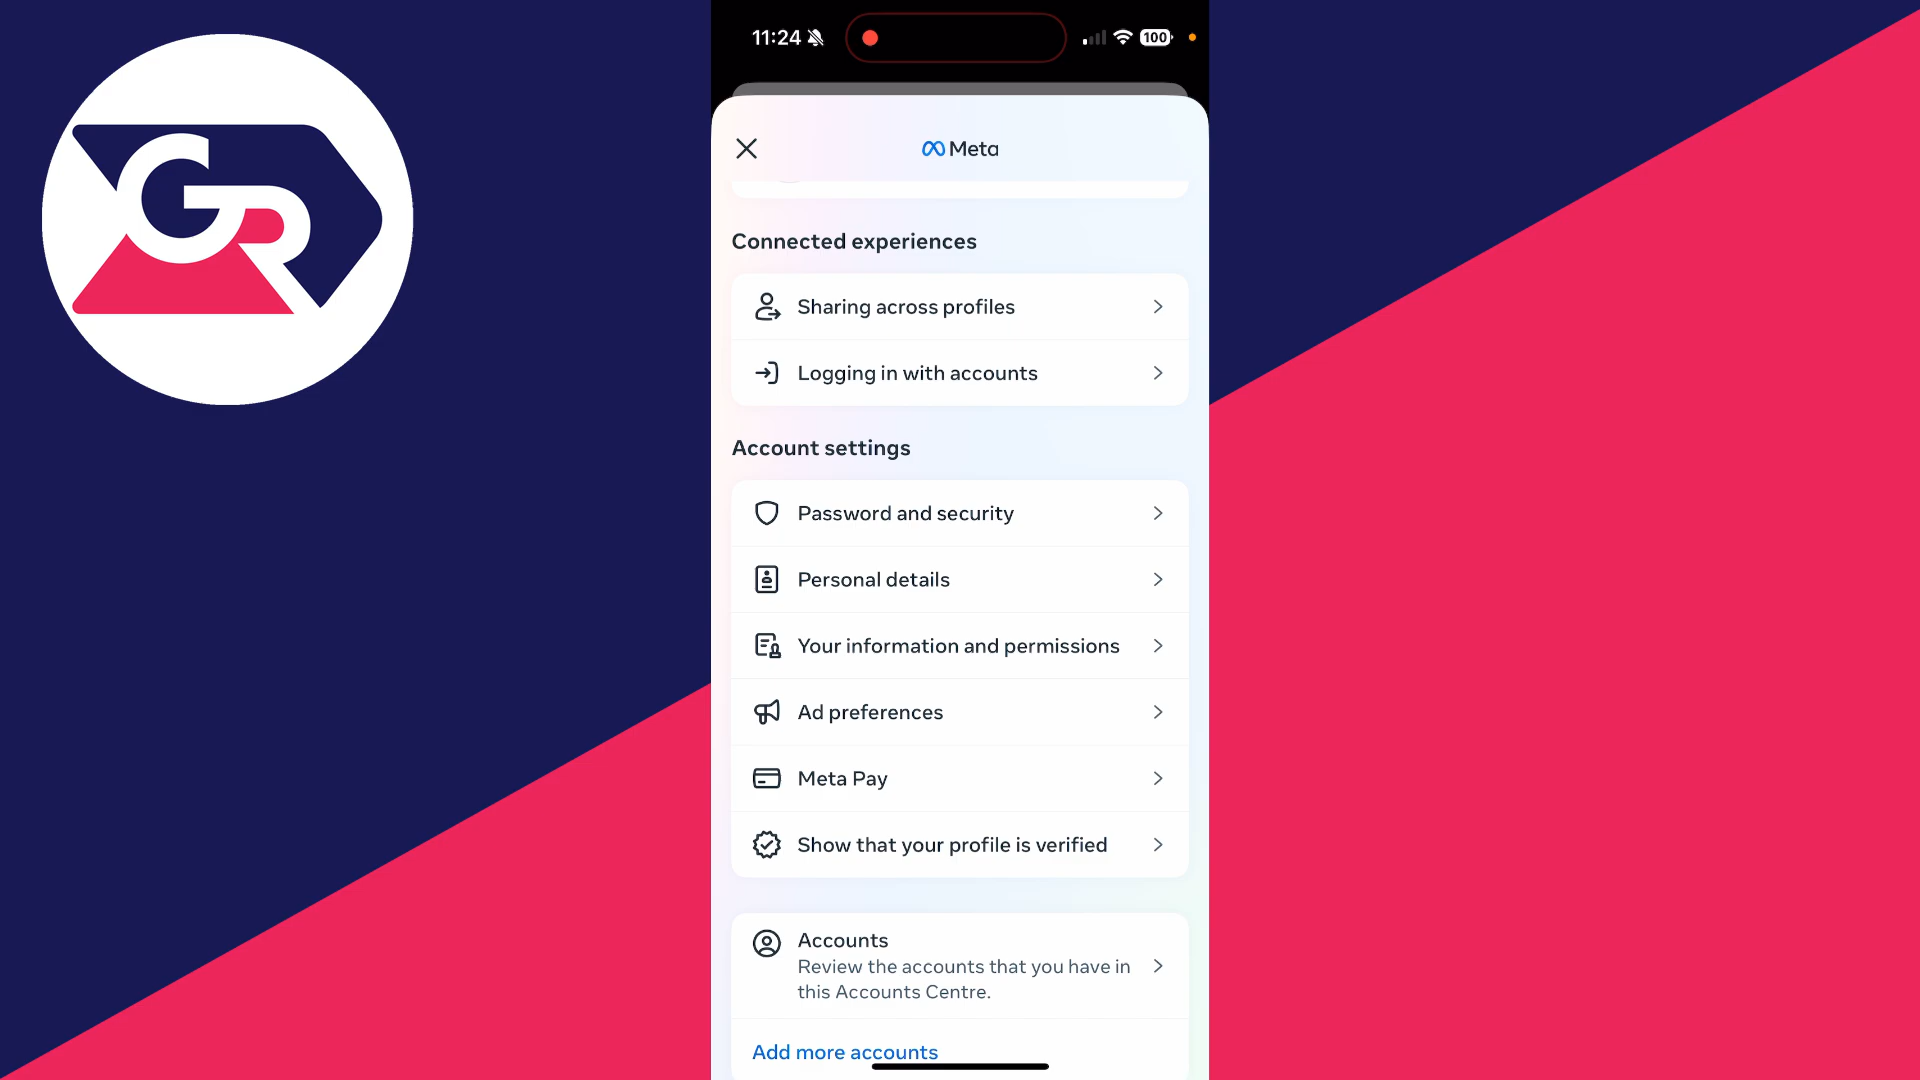 GR
11:24
100
Meta
Connected experiences
Sharing across profiles
Logging in with accounts
Account settings
Password and security
Personal details
Your information and permissions
Ad preferences
Meta Pay
Show that your profile is verified
Accounts
Review the accounts that you have in
this Accounts Centre.
Add more accounts